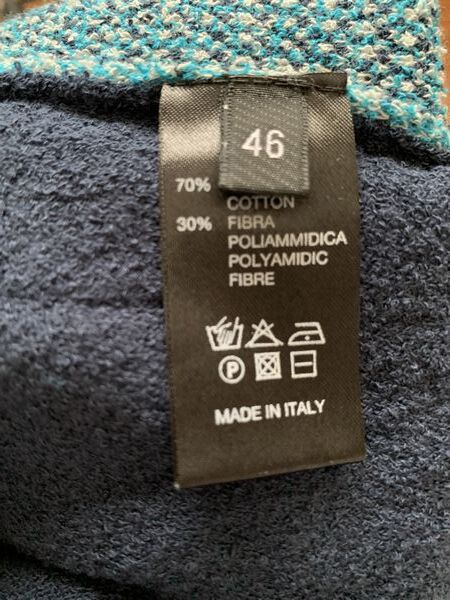 46
70%
COTTON
30% FIBRA
POLIAMMIDICA
POLYAMIDIC
FIBRE
P
MADE IN ITALY